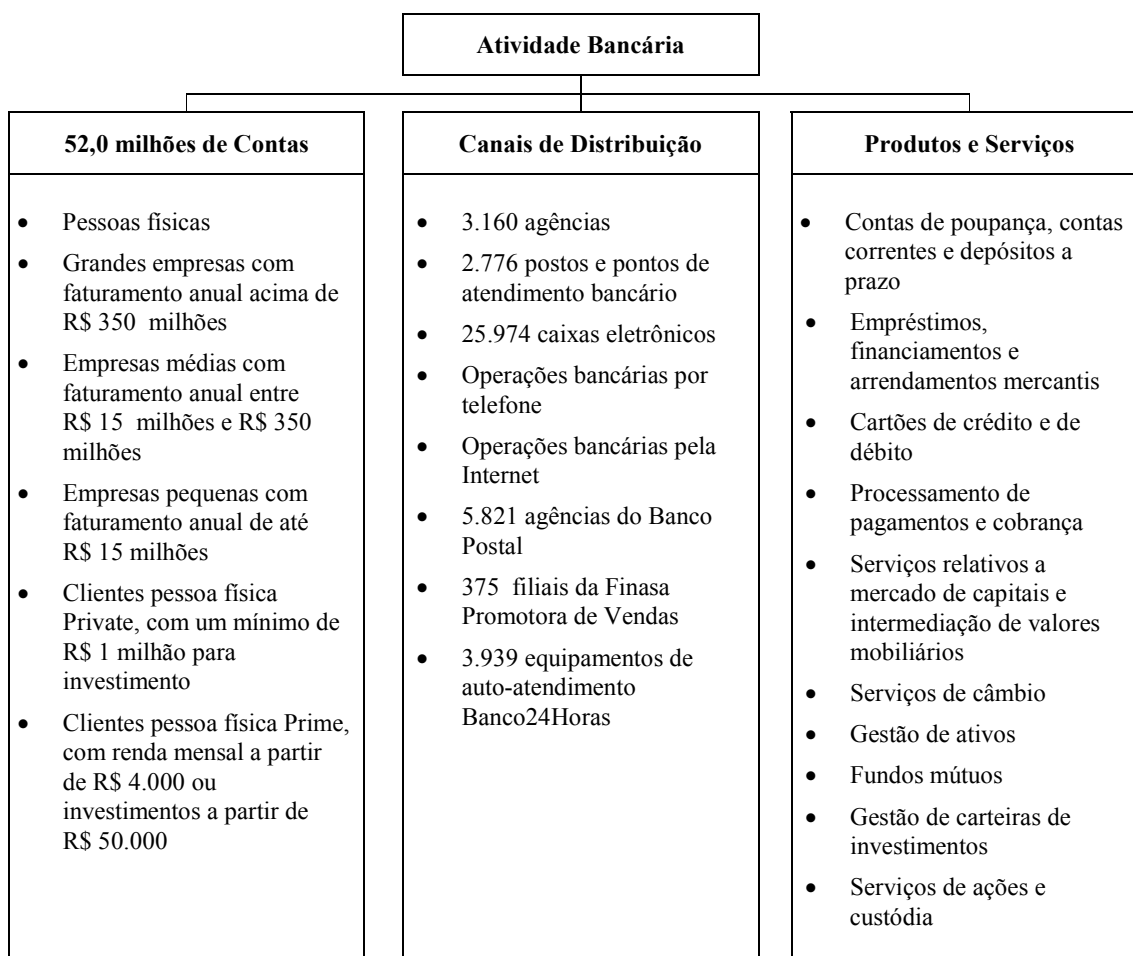 Atividade Bancária
52,0 milhões de Contas
• Pessoas físicas
• Grandes empresas com
faturamento anual acima de
R$ 350 milhões
• Empresas médias com
faturamento anual entre
R$ 15 milhões e R$ 350
milhões
• Empresas pequenas com
faturamento anual de até
R$ 15 milhões
• Clientes pessoa física
Private, com um mínimo de
R$ 1 milhão para
investimento
• Clientes pessoa física Prime,
com renda mensal a partir
de R$ 4.000 ou
investimentos a partir de
R$ 50.000
Canais de Distribuição
• 3.160 agências
• 2.776 postos e pontos de
atendimento bancário
• 25.974 caixas eletrônicos
• Operações bancárias por
telefone
• Operações bancárias pela
Internet
• 5.821 agências do Banco
Postal
• 375 filiais da Finasa
Promotora de Vendas
• 3.939 equipamentos de
auto-atendimento
Banco24Horas
Produtos e Serviços
• Contas de poupança, contas
correntes e depósitos a
prazo
• Empréstimos,
financiamentos e
arrendamentos mercantis
• Cartões de crédito e de
débito
• Processamento de
pagamentos e cobrança
• Serviços relativos a
mercado de capitais e
intermediação de valores
mobiliários
• Serviços de câmbio
• Gestão de ativos
• Fundos mútuos
• Gestão de carteiras de
investimentos
• Serviços de ações e
custódia